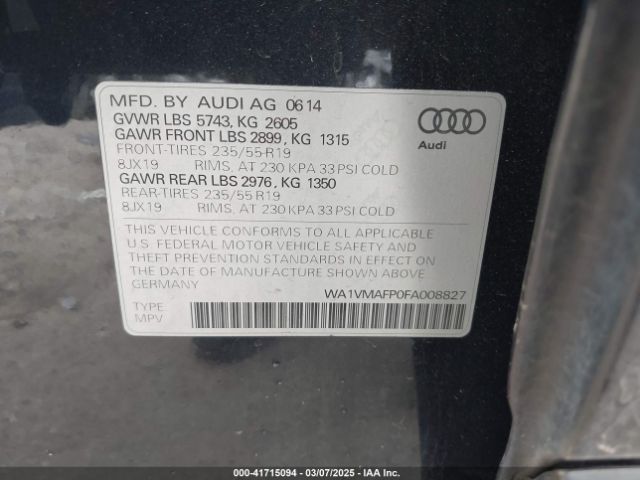 MFD. BY AUDI AG 06 14
GVWR LBS 5743, KG 2605
GAWR FRONT LBS 2899, KG 1315
FRONT-TIRES 235/55-R19
8JX19 RIMS, AT 230 KPA 33 PSI COLD
GAWR REAR LBS 2976, KG 1350
REAR-TIRES 235/55 R19
8JX19 RIMS, AT 230 KPA 33 PSI COLD
THIS VEHICLE CONFORMS TO ALL APPLICABLE
U.S. FEDERAL MOTOR VEHICLE SAFETY AND
THEFT PREVENTION STANDARDS IN EFFECT ON
THE DATE OF MANUFACTURE SHOWN ABOVE
GERMANY
WA1VMAFP0FA008827
TYPE:
MPV
Audi
000-41715094 - 03/07/2025 - IAAI.COM